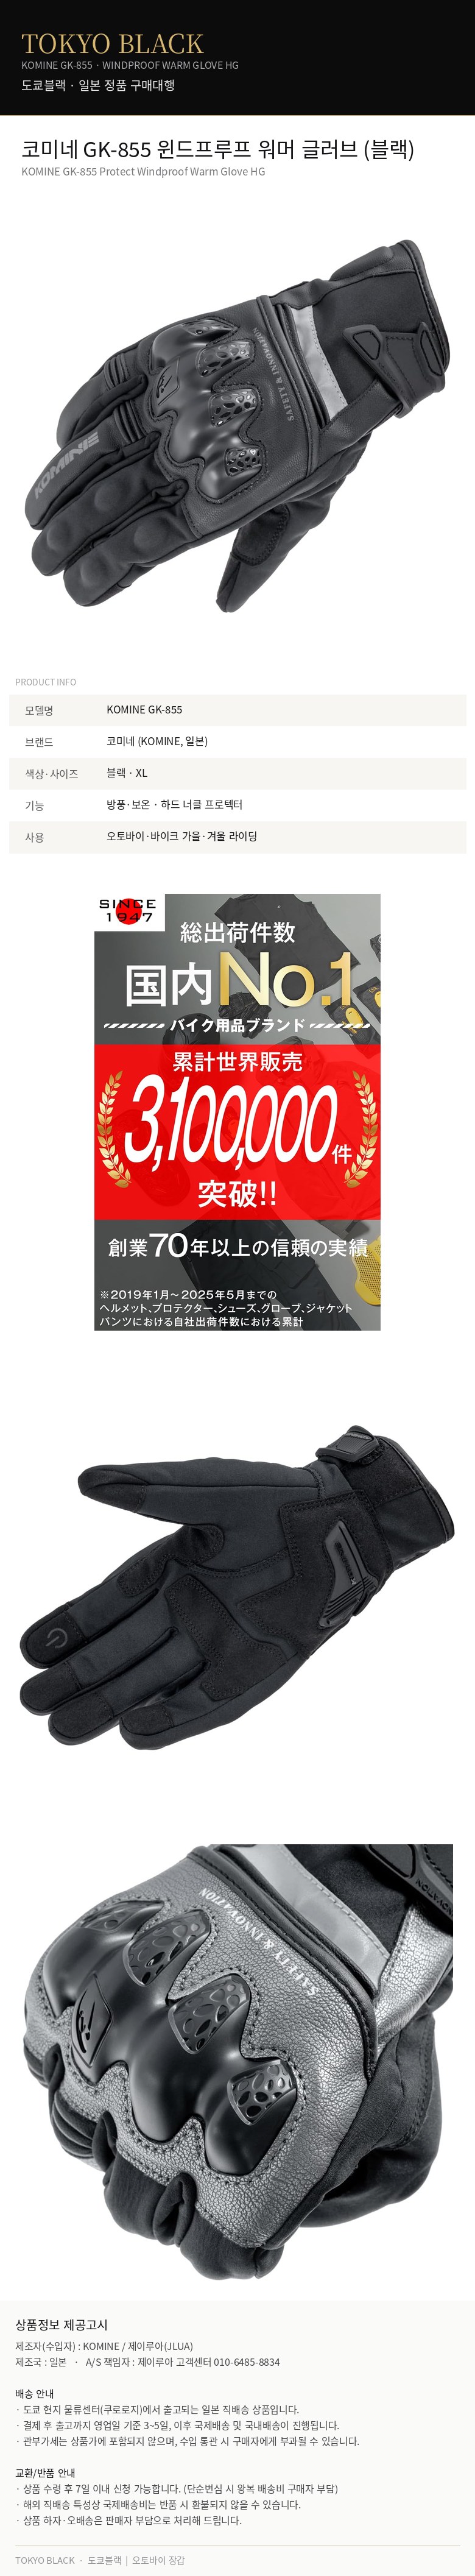 TOKYO BLACK
KOMINE GK-855 · WINDPROOF WARM GLOVE HG
도쿄블랙 · 일본 정품 구매대행
코미네 GK-855 윈드프루프 워머 글러브 (블랙)
KOMINE GK-855 Protect Windproof Warm Glove HG
SAFETY & INNOVATION
KOMINE
PRODUCT INFO
모델명 KOMINE GK-855
브랜드 코미네 (KOMINE, 일본)
색상·사이즈 블랙 · XL
기능 방풍·보온 · 하드 너클 프로텍터
사용 오토바이·바이크 가을·겨울 라이딩
SINCE
1947
総出荷件数
国内No.1
バイク用品ブランド
累計世界販売
3,100,000件
突破!!
創業70年以上の信頼の実績
※2019年1月～2025年5月までの
ヘルメット、プロテクター、シューズ、グローブ、ジャケット
パンツにおける自社出荷件数における累計
SAFETY & INNOVATION
상품정보 제공고시
제조자(수입자) : KOMINE / 제이루아(JLUA)
제조국 : 일본 · A/S 책임자 : 제이루아 고객센터 010-6485-8834
배송 안내
· 도쿄 현지 물류센터(쿠로로지)에서 출고되는 일본 직배송 상품입니다.
· 결제 후 출고까지 영업일 기준 3~5일, 이후 국제배송 및 국내배송이 진행됩니다.
· 관부가세는 상품가에 포함되지 않으며, 수입 통관 시 구매자에게 부과될 수 있습니다.
교환/반품 안내
· 상품 수령 후 7일 이내 신청 가능합니다. (단순변심 시 왕복 배송비 구매자 부담)
· 해외 직배송 특성상 국제배송비는 반품 시 환불되지 않을 수 있습니다.
· 상품 하자·오배송은 판매자 부담으로 처리해 드립니다.
TOKYO BLACK · 도쿄블랙 | 오토바이 장갑